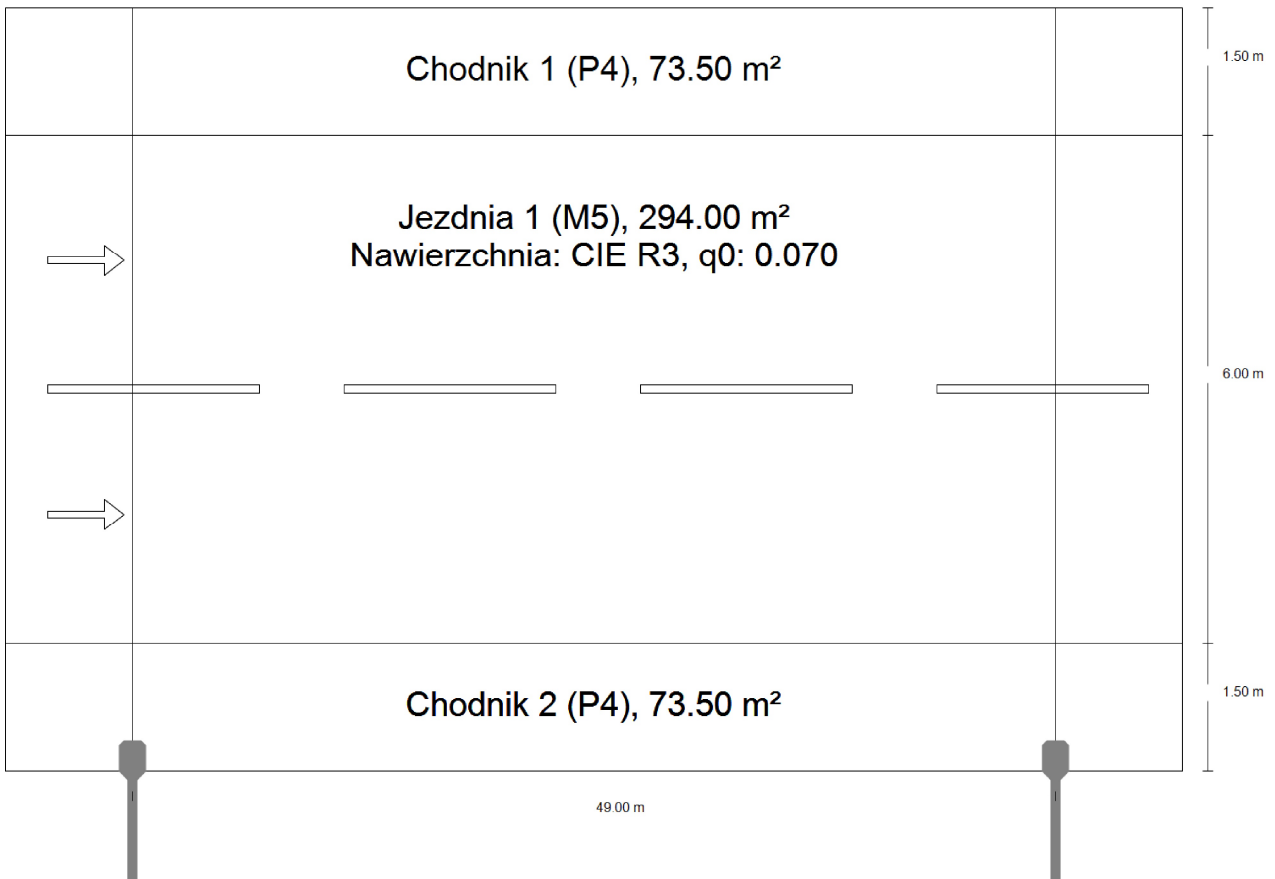 Chodnik 1 (P4), 73.50 m²
1.50 m
Jezdnia 1 (M5), 294.00 m²
Nawierzchnia: CIE R3, q0: 0.070
6.00 m
Chodnik 2 (P4), 73.50 m²
1.50 m
49.00 m